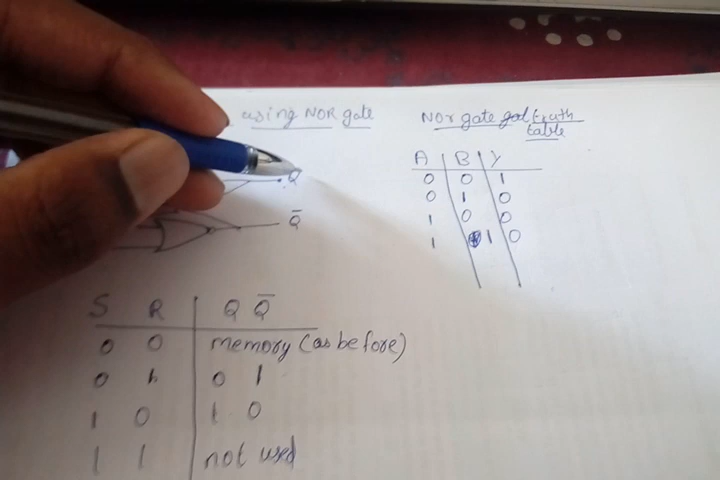 using NOR gate
Nor gate truth
table
A B Y
0 0 1
0 1 0
1 0 0
1 1 0
Q
Q̅
S R Q Q̅
0 0 memory (as before)
0 1 0 1
1 0 1 0
1 1 not used